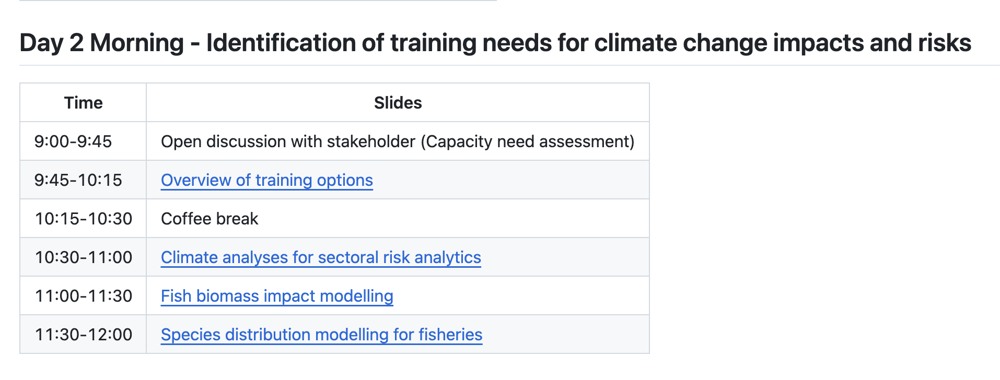 Day 2 Morning - Identification of training needs for climate change impacts and risks
Time Slides
9:00-9:45 Open discussion with stakeholder (Capacity need assessment)
9:45-10:15 Overview of training options
10:15-10:30 Coffee break
10:30-11:00 Climate analyses for sectoral risk analytics
11:00-11:30 Fish biomass impact modelling
11:30-12:00 Species distribution modelling for fisheries